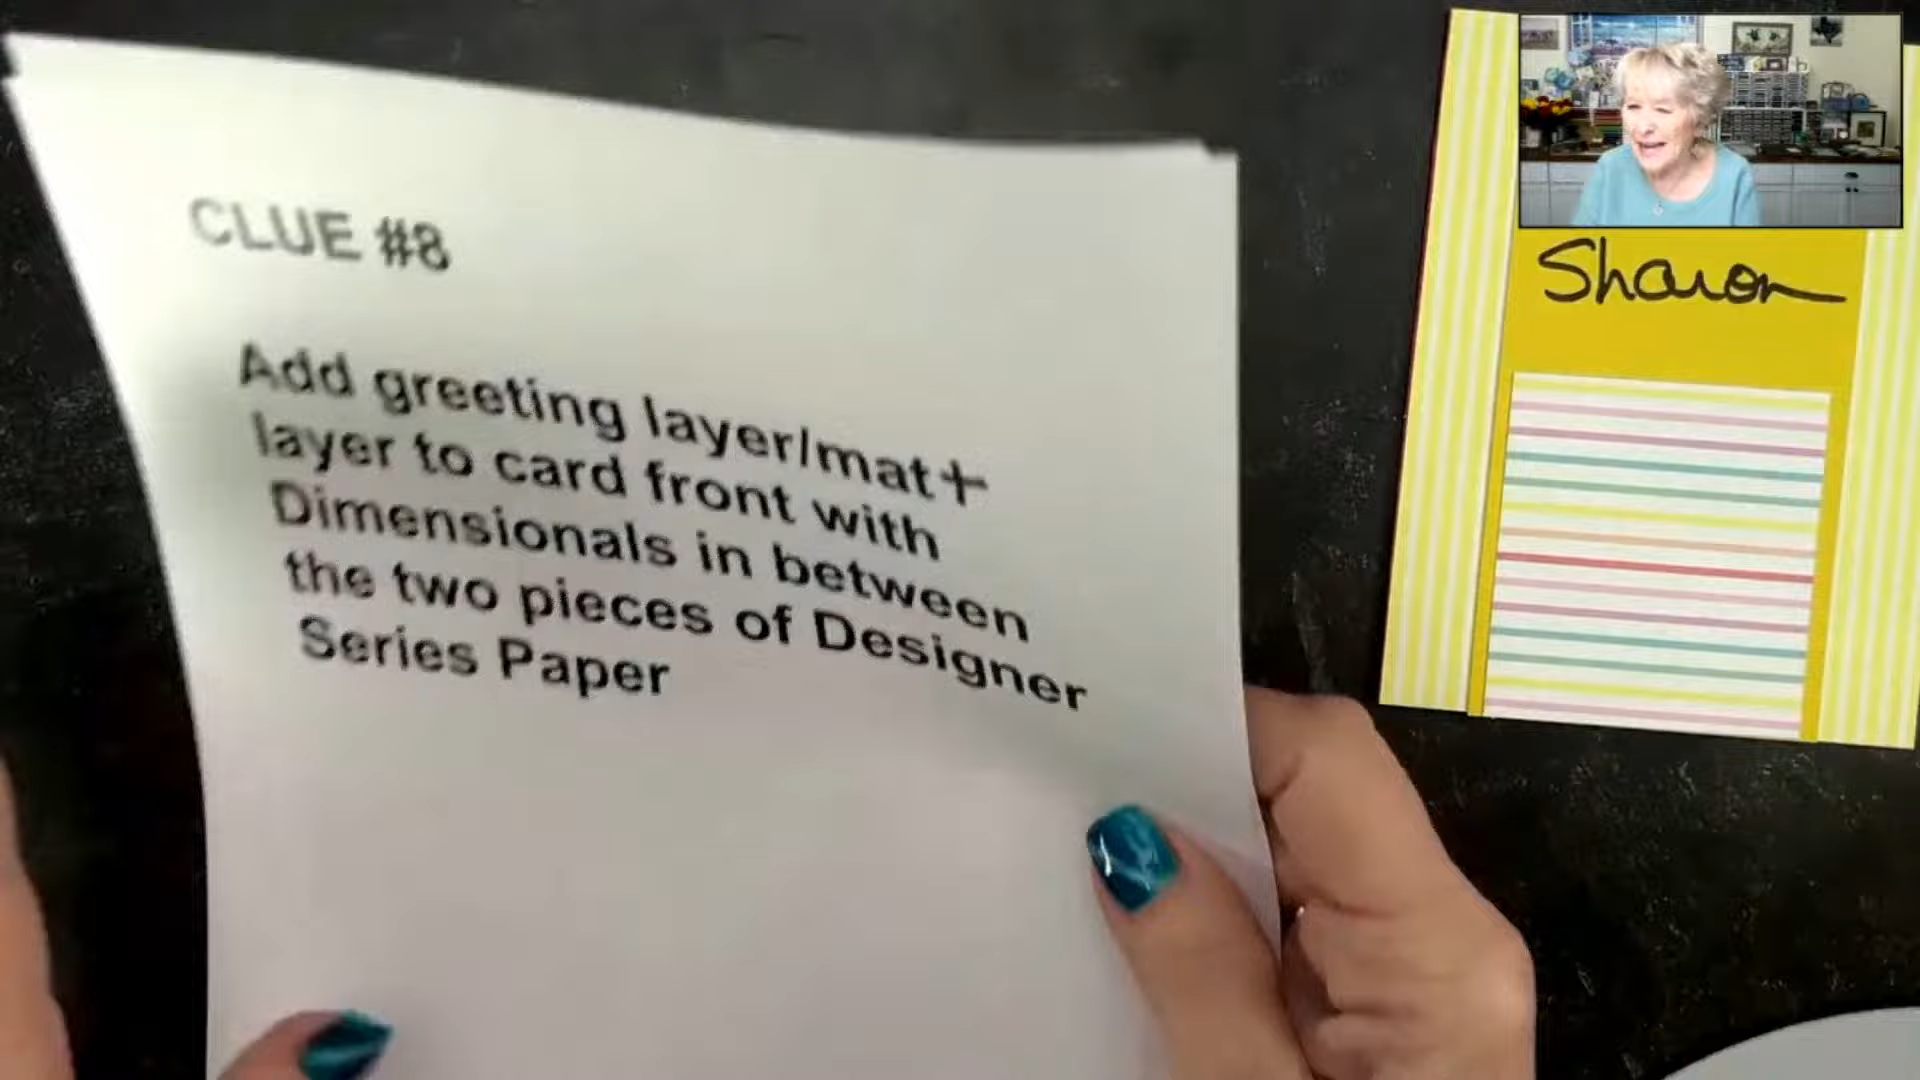 CLUE #8
Add greeting layer/mat+
layer to card front with
Dimensionals in between
the two pieces of Designer
Series Paper
Sharon